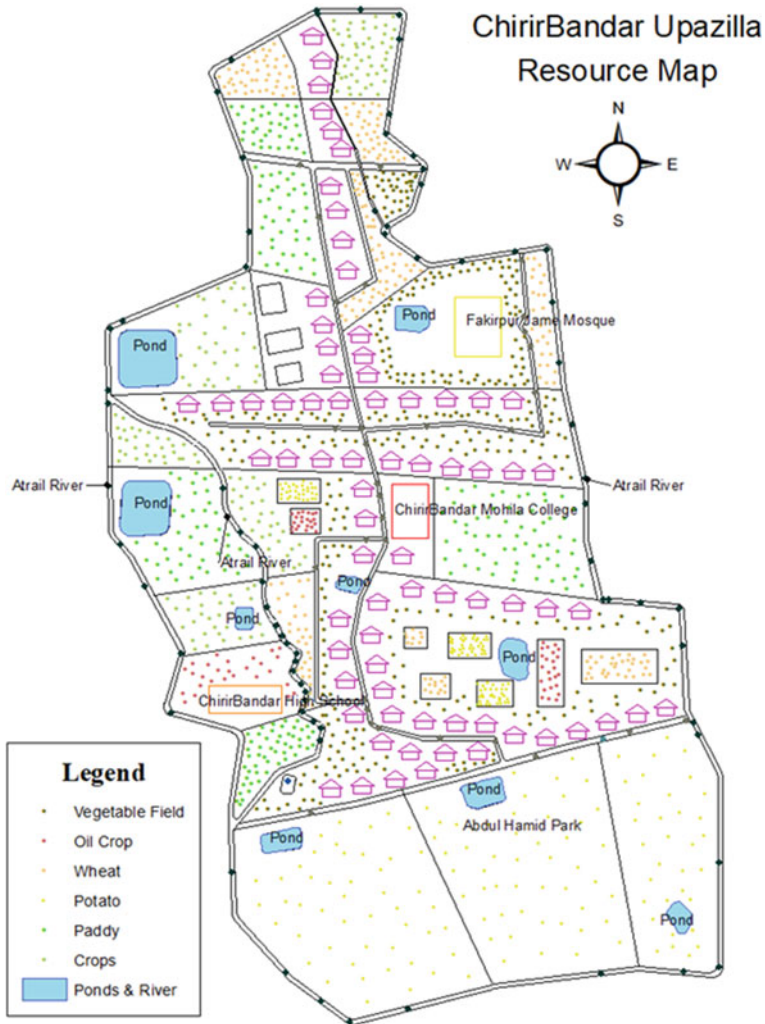 ChirirBandar Upazilla
Resource Map
N
W
E
S
Pond
Fakirpur Jame Mosque
Pond
Atrail River
Atrail River
Pond
ChirirBandar Mohila College
Atrail River
Pond
Pond
Pond
ChirirBandar High School
Pond
Abdul Hamid Park
Pond
Pond
Legend
Vegetable Field
Oil Crop
Wheat
Potato
Paddy
Crops
Ponds & River